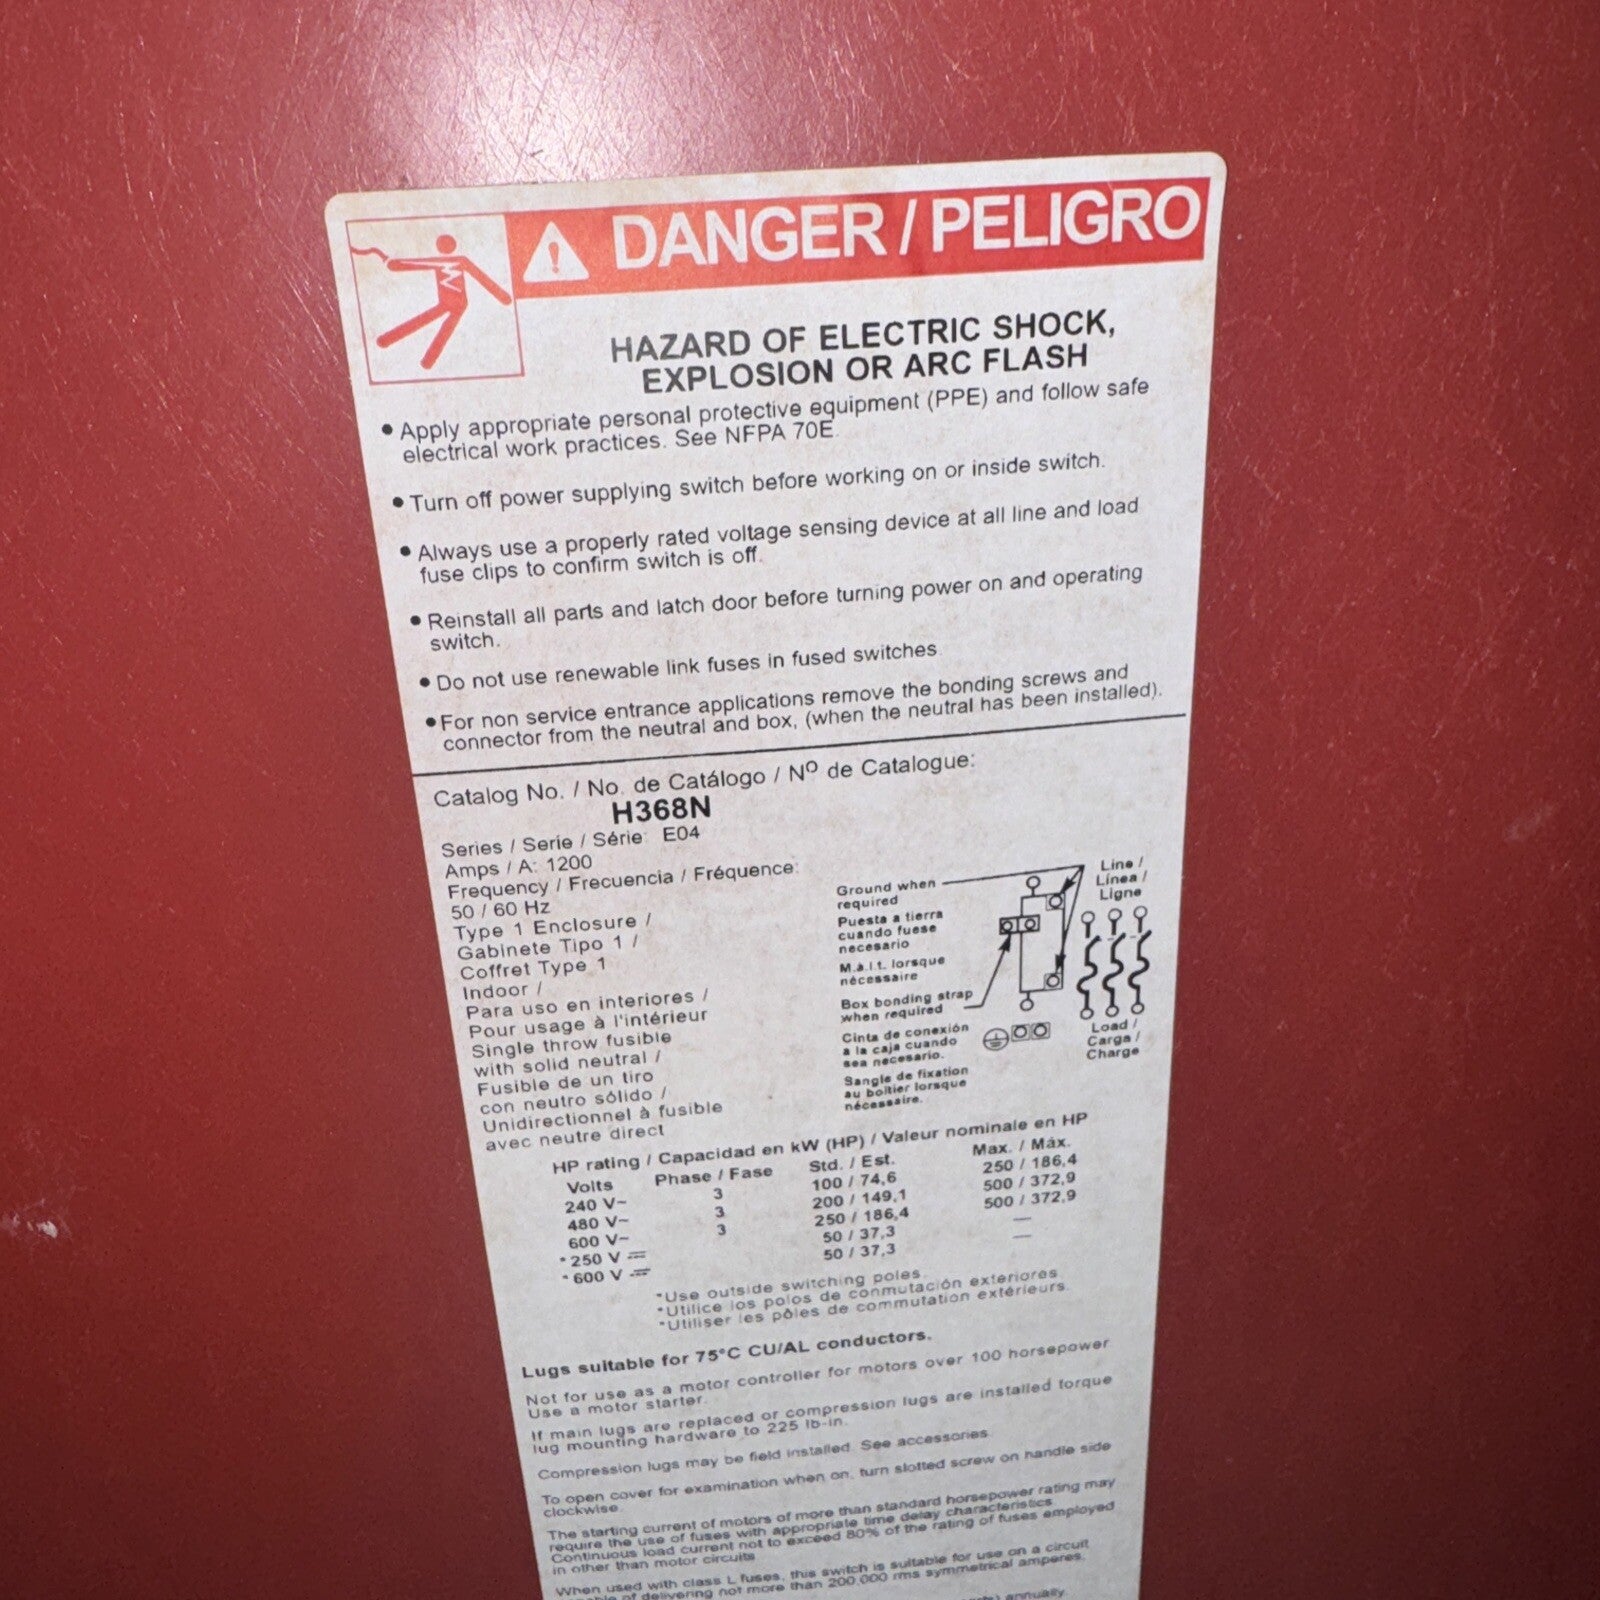 DANGER / PELIGRO
HAZARD OF ELECTRIC SHOCK,
EXPLOSION OR ARC FLASH
• Apply appropriate personal protective equipment (PPE) and follow safe
electrical work practices. See NFPA 70E.
• Turn off power supplying switch before working on or inside switch.
• Always use a properly rated voltage sensing device at all line and load
fuse clips to confirm switch is off.
• Reinstall all parts and latch door before turning power on and operating
switch.
• Do not use renewable link fuses in fused switches.
• For non service entrance applications remove the bonding screws and
connector from the neutral and box, (when the neutral has been installed).
Catalog No. / No. de Catálogo / Nº de Catalogue:
H368N
Series / Serie / Série: E04
Amps / A: 1200
Frequency / Frecuencia / Fréquence:
50 / 60 Hz
Type 1 Enclosure /
Gabinete Tipo 1 /
Coffret Type 1
Indoor /
Para uso en interiores /
Pour usage à l'intérieur
Single throw fusible
with solid neutral /
Fusible de un tiro
con neutro sólido /
Unidirectionnel à fusible
avec neutre direct
Ground when
required
Puesta a tierra
cuando fuese
necesario
M.a.l.t. lorsque
nécessaire
Box bonding strap
when required
Cinta de conexión
a la caja cuando
sea necesario.
Sangle de fixation
au boîtier lorsque
nécessaire.
Line /
Línea /
Ligne
Load /
Carga /
Charge
HP rating / Capacidad en kW (HP) / Valeur nominale en HP
Volts Phase / Fase Std. / Est. Max. / Máx.
240 V~ 3 100 / 74,6 250 / 186,4
480 V~ 3 200 / 149,1 500 / 372,9
600 V~ 3 250 / 186,4 500 / 372,9
*250 V ⎓ 50 / 37,3 —
*600 V ⎓ 50 / 37,3 —
*Use outside switching poles.
*Utilice los polos de conmutación exteriores.
*Utiliser les pôles de commutation extérieurs.
Lugs suitable for 75°C CU/AL conductors.
Not for use as a motor controller for motors over 100 horsepower
Use a motor starter.
If main lugs are replaced or compression lugs are installed torque
lug mounting hardware to 225 lb-in.
Compression lugs may be field installed. See accessories.
To open cover for examination when on, turn slotted screw on handle side
clockwise.
The starting current of motors of more than standard horsepower rating may
require the use of fuses with appropriate time delay characteristics
Continuous load current not to exceed 80% of the rating of fuses employed
in other than motor circuits
When used with class L fuses, this switch is suitable for use on a circuit
of delivering not more than 200,000 rms symmetrical amperes.
annually.